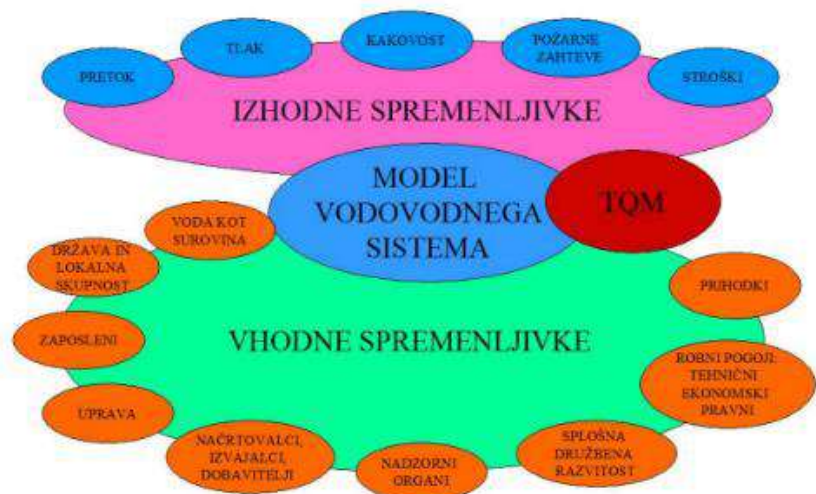 PRETOK
TLAK
KAKOVOST
POŽARNE
ZAHTEVE
STROŠKI
IZHODNE SPREMENLJIVKE
MODEL
VODOVODNEGA
SISTEMA
TQM
VODA KOT
SUROVINA
DRŽAVA IN
LOKALNA
SKUPNOST
PRIHODKI
ZAPOSLENI
VHODNE SPREMENLJIVKE
ROBNI POGOJI:
TEHNIČNI
EKONOMSKI
PRAVNI
UPRAVA
NAČRTOVALCI,
IZVAJALCI,
DOBAVITELJI
NADZORNI
ORGANI
SPLOŠNA
DRUŽBENA
RAZVITOST